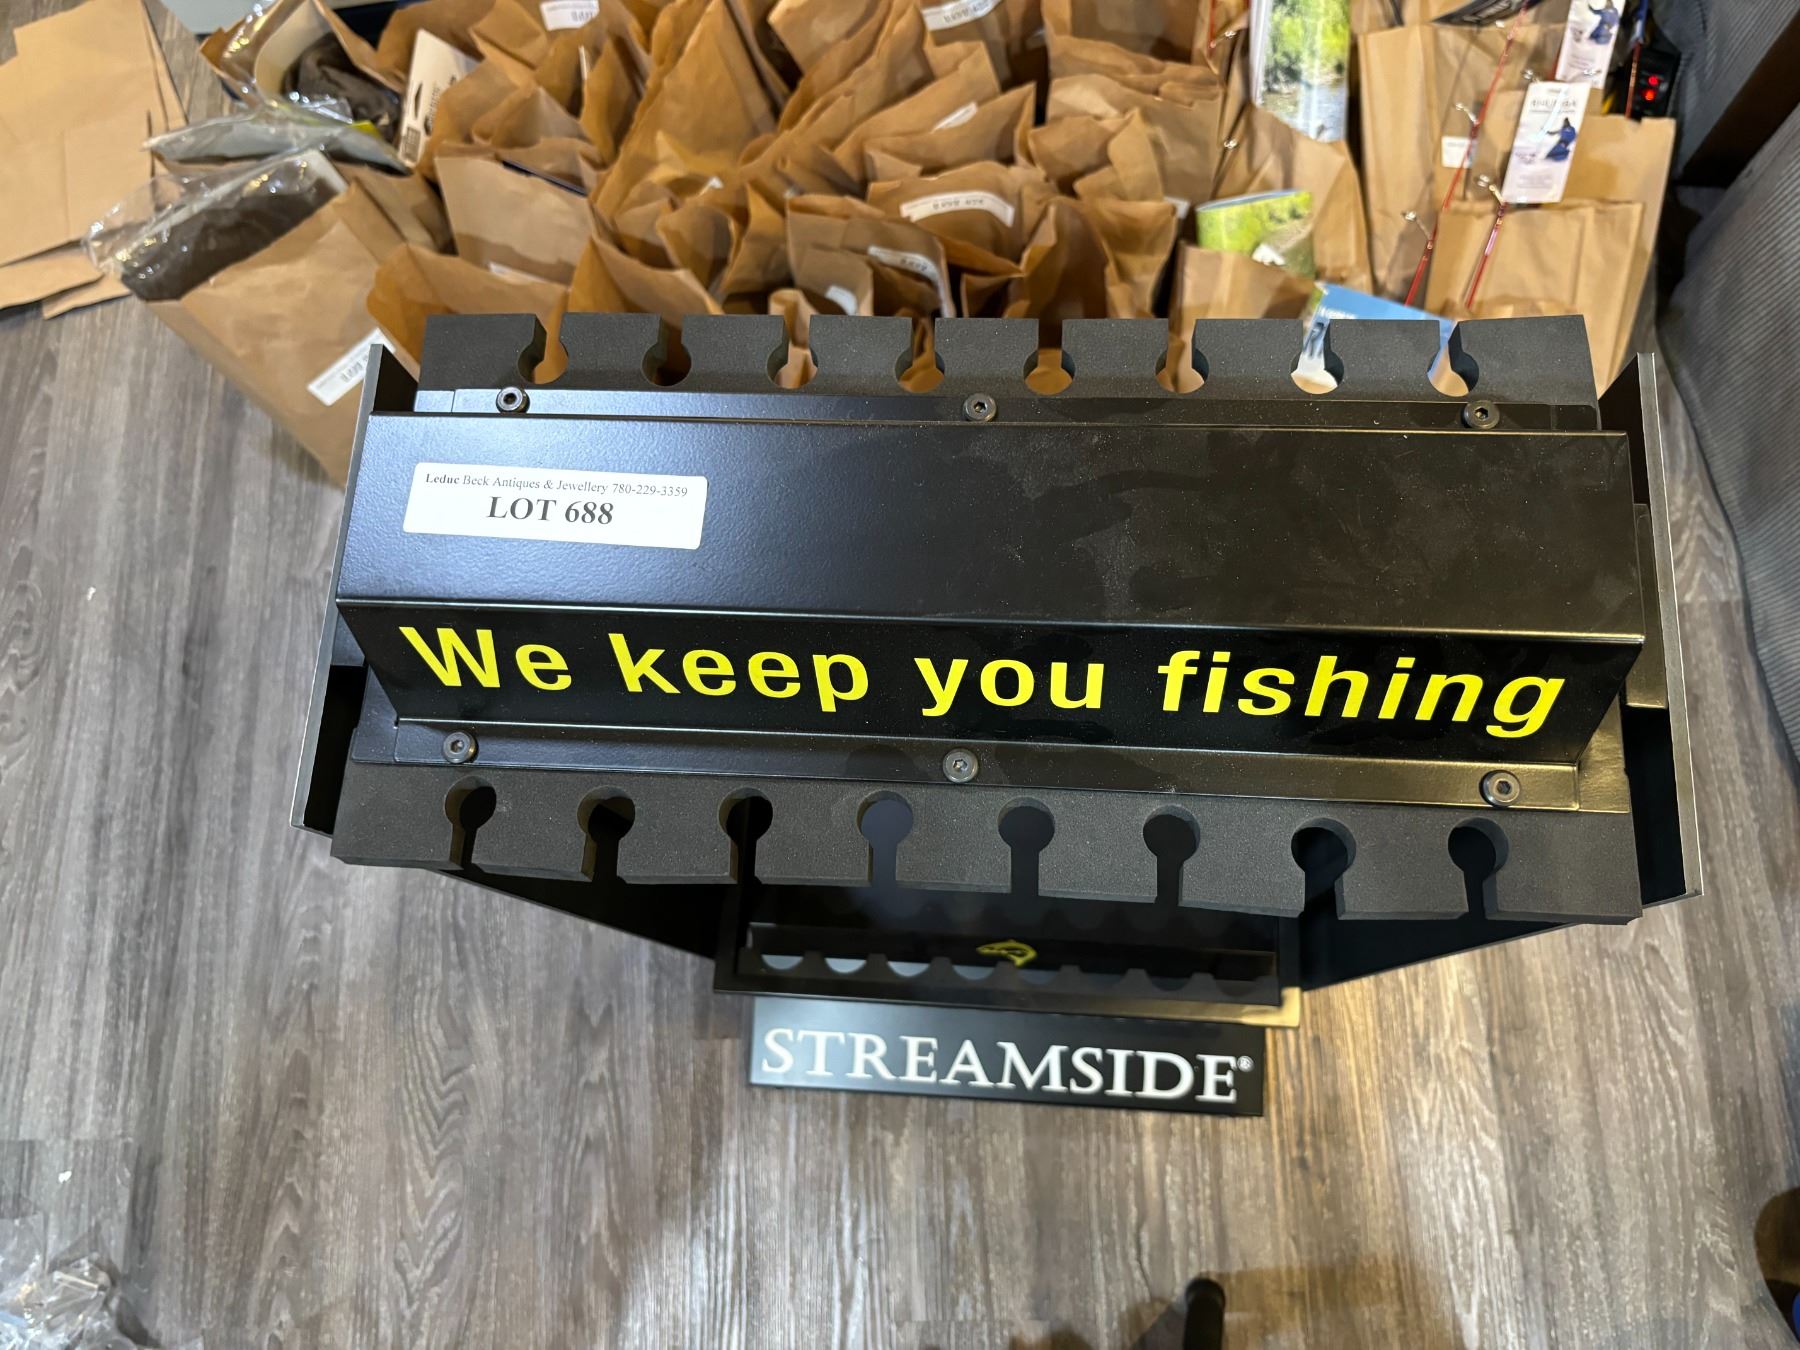 Leduc Beck Antiques & Jewellery 780-229-3359
LOT 688
We keep you fishing
STREAMSIDE®